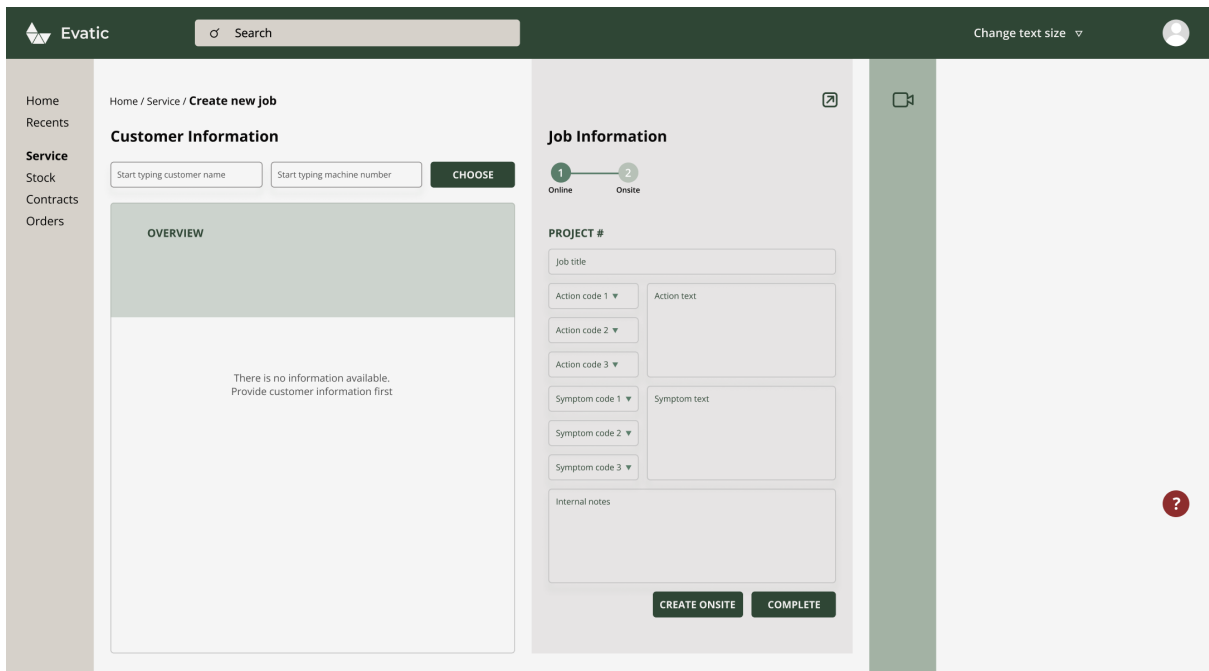 Evatic
Search
Change text size
Home
Recents
Service
Stock
Contracts
Orders
Home / Service / Create new job
Customer Information
Start typing customer name
Start typing machine number
CHOOSE
OVERVIEW
There is no information available.
Provide customer information first
Job Information
1
2
Online
Onsite
PROJECT #
Job title
Action code 1
Action text
Action code 2
Action code 3
Symptom code 1
Symptom text
Symptom code 2
Symptom code 3
Internal notes
CREATE ONSITE
COMPLETE
?